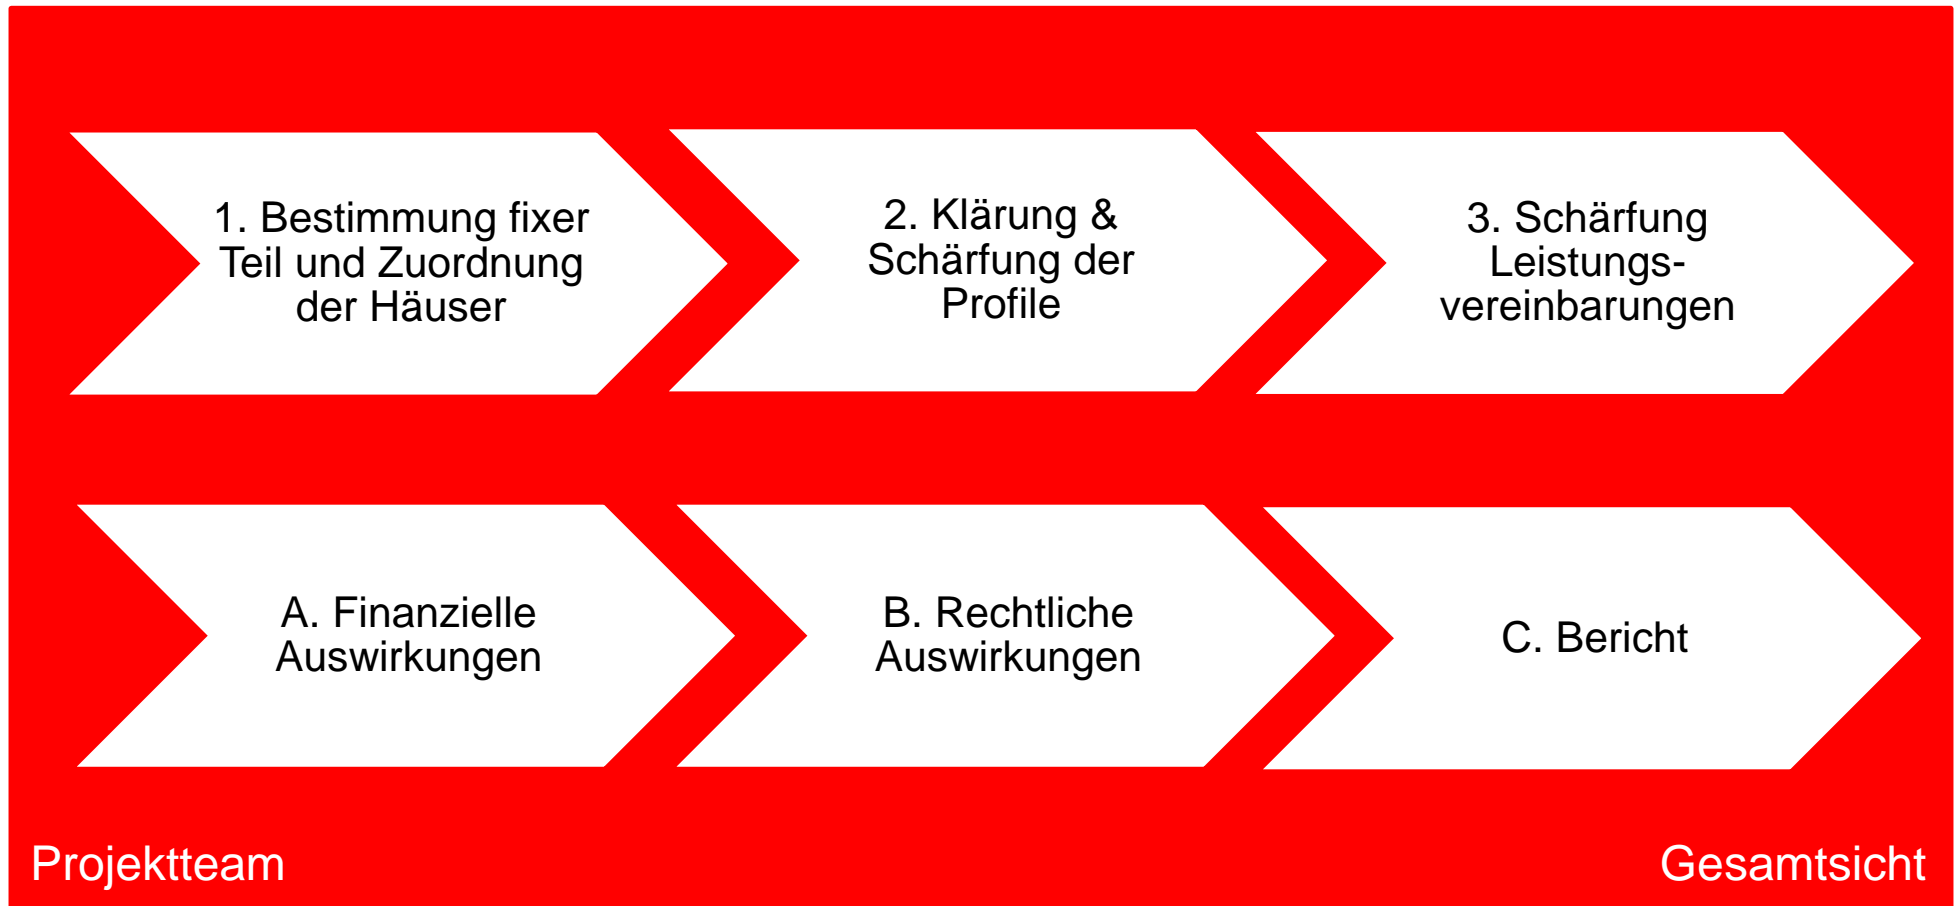 1. Bestimmung fixer
Teil und Zuordnung
der Häuser
2. Klärung &
Schärfung der
Profile
3. Schärfung
Leistungs-
vereinbarungen
A. Finanzielle
Auswirkungen
B. Rechtliche
Auswirkungen
C. Bericht
Projektteam
Gesamtsicht